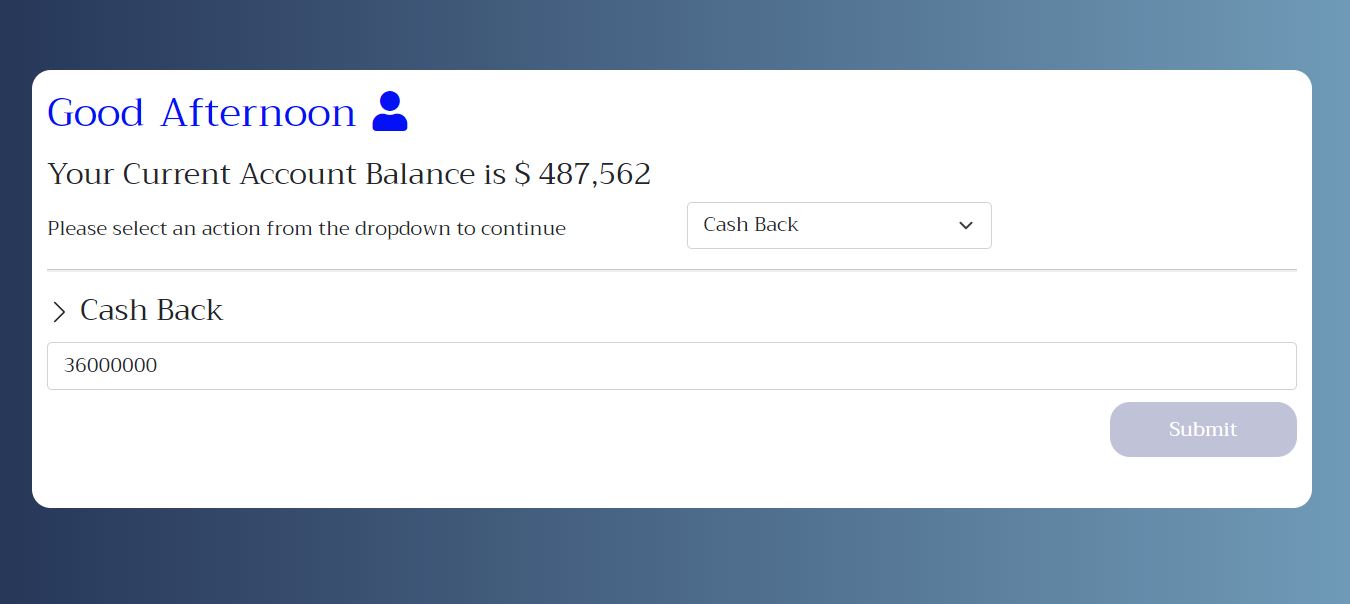 Good Afternoon
Your Current Account Balance is $ 487,562
Please select an action from the dropdown to continue
Cash Back
Cash Back
36000000
Submit